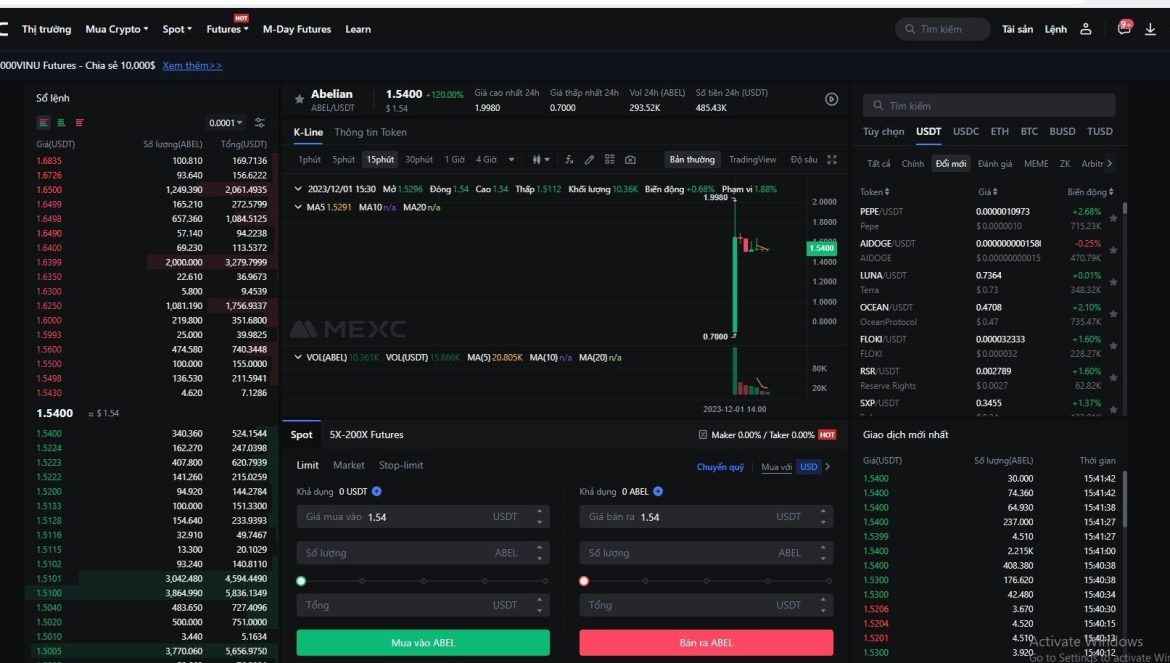 Thị trường Mua Crypto Spot Futures HOT M-Day Futures Learn Tìm kiếm Tài sản Lệnh 9+
000VINU Futures - Chia sẻ 10,000$ Xem thêm>>
Sổ lệnh
0.0001
Giá(USDT) Số lượng(ABEL) Tổng(USDT)
1.6835 100.810 169.7136
1.6726 93.640 156.6222
1.6500 1,249.390 2,061.4935
1.6499 165.210 272.5799
1.6498 657.360 1,084.5125
1.6490 57.140 94.2238
1.6400 69.230 113.5372
1.6399 2,000.000 3,279.7999
1.6350 22.610 36.9673
1.6300 5.800 9.4539
1.6250 1,081.190 1,756.9337
1.6000 219.800 351.6800
1.5993 25.000 39.9825
1.5600 474.580 740.3448
1.5500 100.000 155.0000
1.5498 136.530 211.5941
1.5430 4.620 7.1286
1.5400 ≈ $ 1.54
1.5400 340.360 524.1544
1.5224 162.270 247.0398
1.5223 407.800 620.7939
1.5222 141.260 215.0259
1.5200 94.920 144.2784
1.5133 100.000 151.3300
1.5128 154.640 233.9393
1.5116 32.910 49.7467
1.5115 13.300 20.1029
1.5102 93.240 140.8110
1.5101 3,042.480 4,594.4490
1.5100 3,864.990 5,836.1349
1.5040 483.650 727.4096
1.5020 500.000 751.0000
1.5010 3.440 5.1634
1.5005 3,770.060 5,656.9750
Abelian
ABEL/USDT
1.5400 +120.00%
$ 1.54
Giá cao nhất 24h
1.9980
Giá thấp nhất 24h
0.7000
Vol 24h (ABEL)
293.52K
Số tiền 24h (USDT)
485.43K
K-Line Thông tin Token
1phút 5phút 15phút 30phút 1 Giờ 4 Giờ Bản thường TradingView Độ sâu
2023/12/01 15:30 Mở 1.5296 Đóng 1.54 Cao 1.54 Thấp 1.5112 Khối lượng 10.36K Biến động +0.68% Phạm vi 1.88%
MA5 1.5291 MA10 n/a MA20 n/a
1.9980
2.0000
1.8000
1.6000
1.5400
1.4000
1.2000
1.0000
0.8000
MEXC
0.7000
VOL(ABEL) 10.361K VOL(USDT) 15.866K MA(5) 20.805K MA(10) n/a MA(20) n/a
80K
20K
2023-12-01 14:00
Spot 5X-200X Futures Maker 0.00% / Taker 0.00% HOT
Limit Market Stop-limit Chuyển quỹ Mua với USD
Khả dụng 0 USDT
Giá mua vào 1.54 USDT
Số lượng ABEL
Tổng USDT
Mua vào ABEL
Khả dụng 0 ABEL
Giá bán ra 1.54 USDT
Số lượng ABEL
Tổng USDT
Bán ra ABEL
Tìm kiếm
Tùy chọn USDT USDC ETH BTC BUSD TUSD
Tất cả Chính Đổi mới Đánh giá MEME ZK Arbitr
Token Giá Biến động
PEPE/USDT 0.0000010973 +2.68%
Pepe $ 0.0000010 715.23K
AIDOGE/USDT 0.000000000158 -0.25%
AIDOGE $ 0.00000000015 470.79K
LUNA/USDT 0.7364 +0.01%
Terra $ 0.73 348.32K
OCEAN/USDT 0.4708 +2.10%
OceanProtocol $ 0.47 735.47K
FLOKI/USDT 0.000032333 +1.60%
FLOKI $ 0.000032 228.27K
RSR/USDT 0.002789 +1.60%
Reserve Rights $ 0.0027 62.82K
SXP/USDT 0.3455 +1.37%
Giao dịch mới nhất
Giá(USDT) Số lượng(ABEL) Thời gian
1.5400 30.000 15:41:42
1.5400 74.360 15:41:42
1.5400 64.930 15:41:38
1.5400 237.000 15:41:27
1.5399 4.510 15:41:27
1.5400 2.215K 15:41:00
1.5400 408.380 15:40:38
1.5300 176.620 15:40:38
1.5300 42.480 15:40:34
1.5206 3.670 15:40:30
1.5204 4.520 15:40:15
1.5201 4.510 15:40:13
1.5300 3.920 15:40:12
Activate Windows
Go to Settings to activate Win